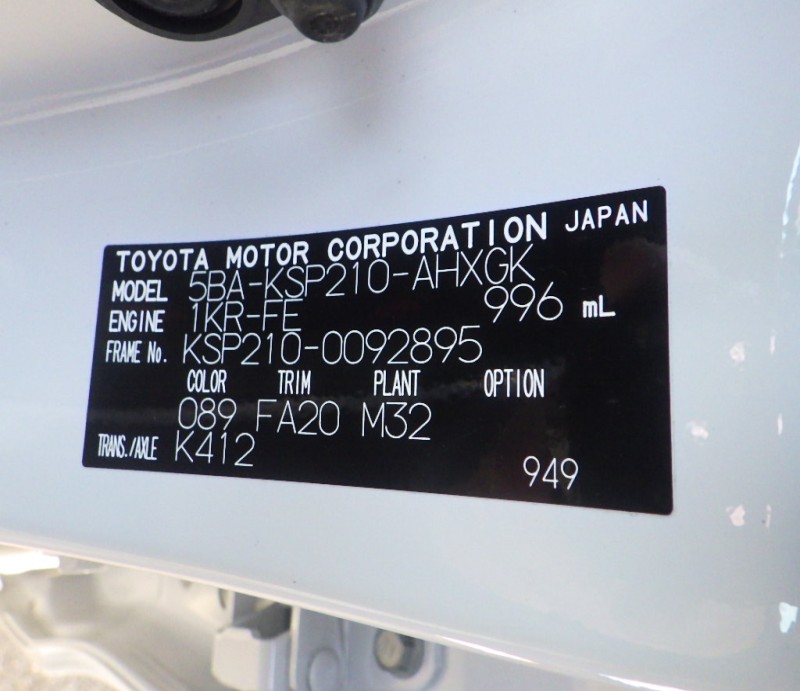 TOYOTA MOTOR CORPORATION JAPAN
MODEL 5BA-KSP210-AHXGK
ENGINE 1KR-FE 996 mL
FRAME No. KSP210-0092895
COLOR TRIM PLANT OPTION
089 FA20 M32
TRANS./AXLE K412
949